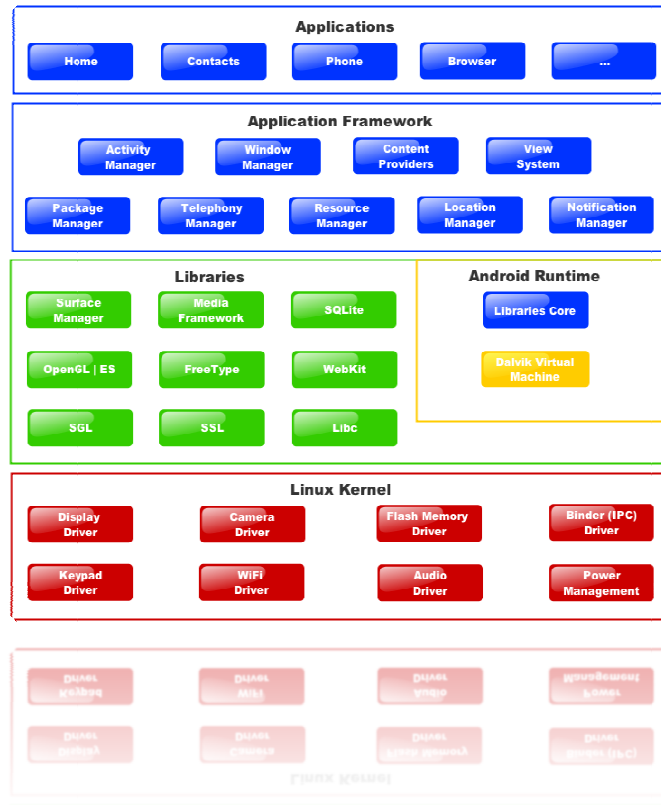 Applications
Home
Contacts
Phone
Browser
...
Application Framework
Activity
Manager
Window
Manager
Content
Providers
View
System
Package
Manager
Telephony
Manager
Resource
Manager
Location
Manager
Notification
Manager
Libraries
Surface
Manager
Media
Framework
SQLite
OpenGL | ES
FreeType
WebKit
SGL
SSL
Libc
Android Runtime
Libraries Core
Dalvik Virtual
Machine
Linux Kernel
Display
Driver
Camera
Driver
Flash Memory
Driver
Binder (IPC)
Driver
Keypad
Driver
WiFi
Driver
Audio
Driver
Power
Management